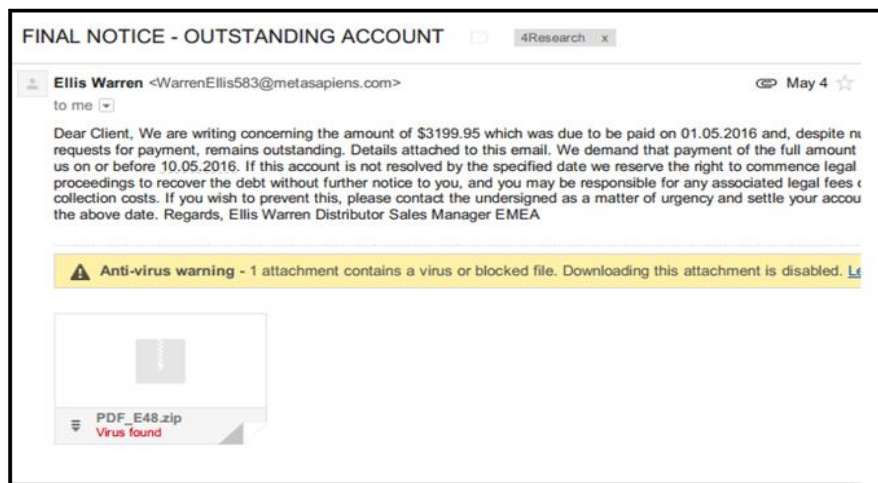 FINAL NOTICE - OUTSTANDING ACCOUNT
4Research x
Ellis Warren <WarrenEllis583@metasapiens.com>
May 4
to me
Dear Client, We are writing concerning the amount of $3199.95 which was due to be paid on 01.05.2016 and, despite nu
requests for payment, remains outstanding. Details attached to this email. We demand that payment of the full amount
us on or before 10.05.2016. If this account is not resolved by the specified date we reserve the right to commence legal
proceedings to recover the debt without further notice to you, and you may be responsible for any associated legal fees
collection costs. If you wish to prevent this, please contact the undersigned as a matter of urgency and settle your accou
the above date. Regards, Ellis Warren Distributor Sales Manager EMEA
Anti-virus warning - 1 attachment contains a virus or blocked file. Downloading this attachment is disabled. Le
PDF_E48.zip
Virus found